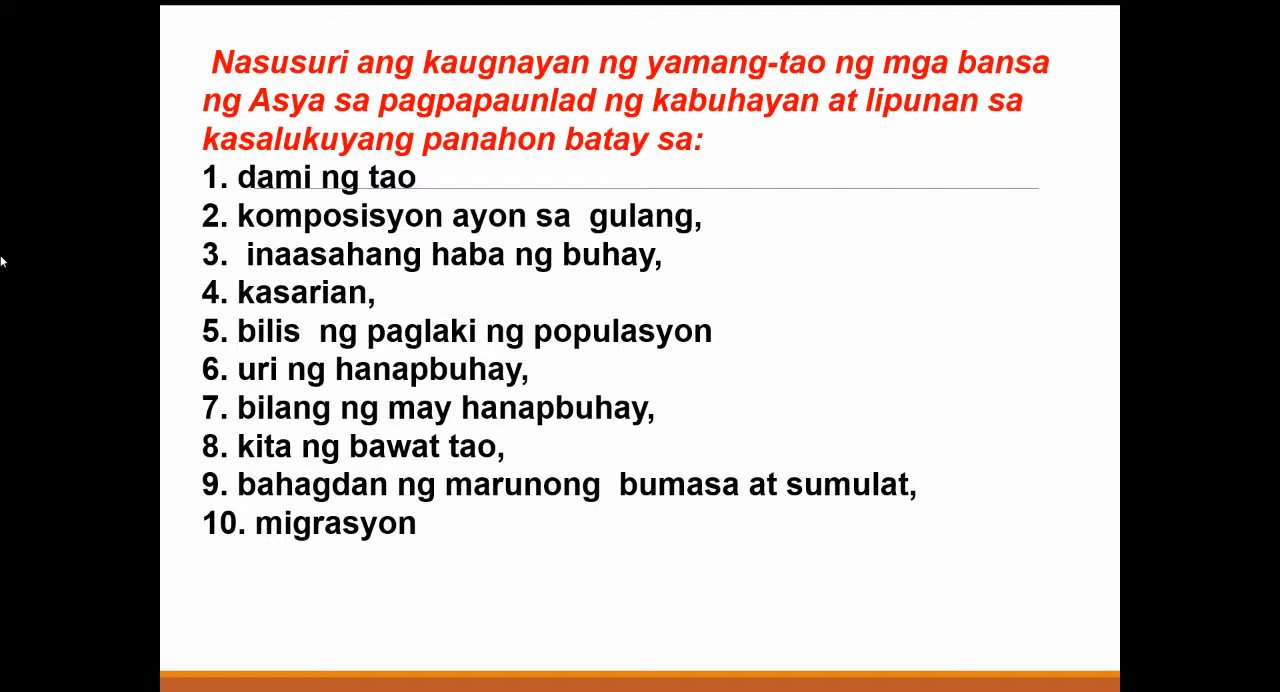 Nasusuri ang kaugnayan ng yamang-tao ng mga bansa
ng Asya sa pagpapaunlad ng kabuhayan at lipunan sa
kasalukuyang panahon batay sa:
1. dami ng tao
2. komposisyon ayon sa  gulang,
3.  inaasahang haba ng buhay,
4. kasarian,
5. bilis  ng paglaki ng populasyon
6. uri ng hanapbuhay,
7. bilang ng may hanapbuhay,
8. kita ng bawat tao,
9. bahagdan ng marunong  bumasa at sumulat,
10. migrasyon